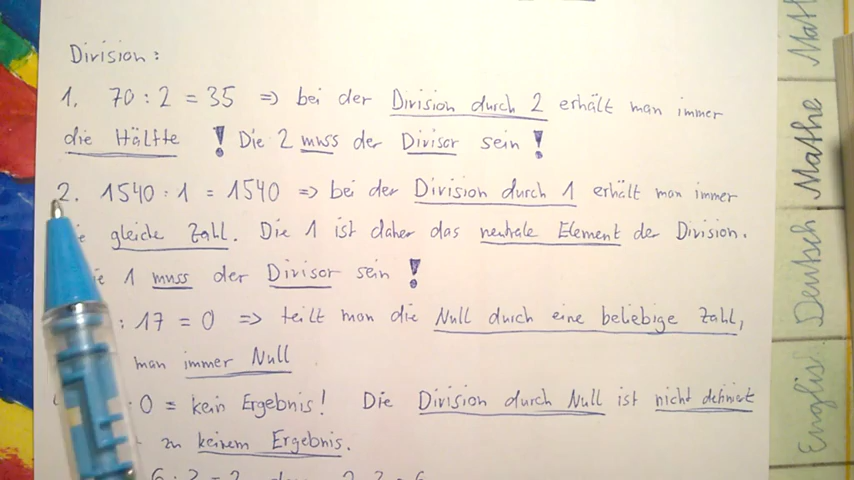 Division:
1. 70 : 2 = 35 => bei der Division durch 2 erhält man immer
die Hälfte ! Die 2 muss der Divisor sein !
2. 1540 : 1 = 1540 => bei der Division durch 1 erhält man immer
gleiche Zahl. Die 1 ist daher das neutrale Element der Division.
1 muss der Divisor sein !
: 17 = 0 => teilt man die Null durch eine beliebige Zahl,
man immer Null
: 0 = kein Ergebnis! Die Division durch Null ist nicht definiert
zu keinem Ergebnis.
Mathe
Deutsch